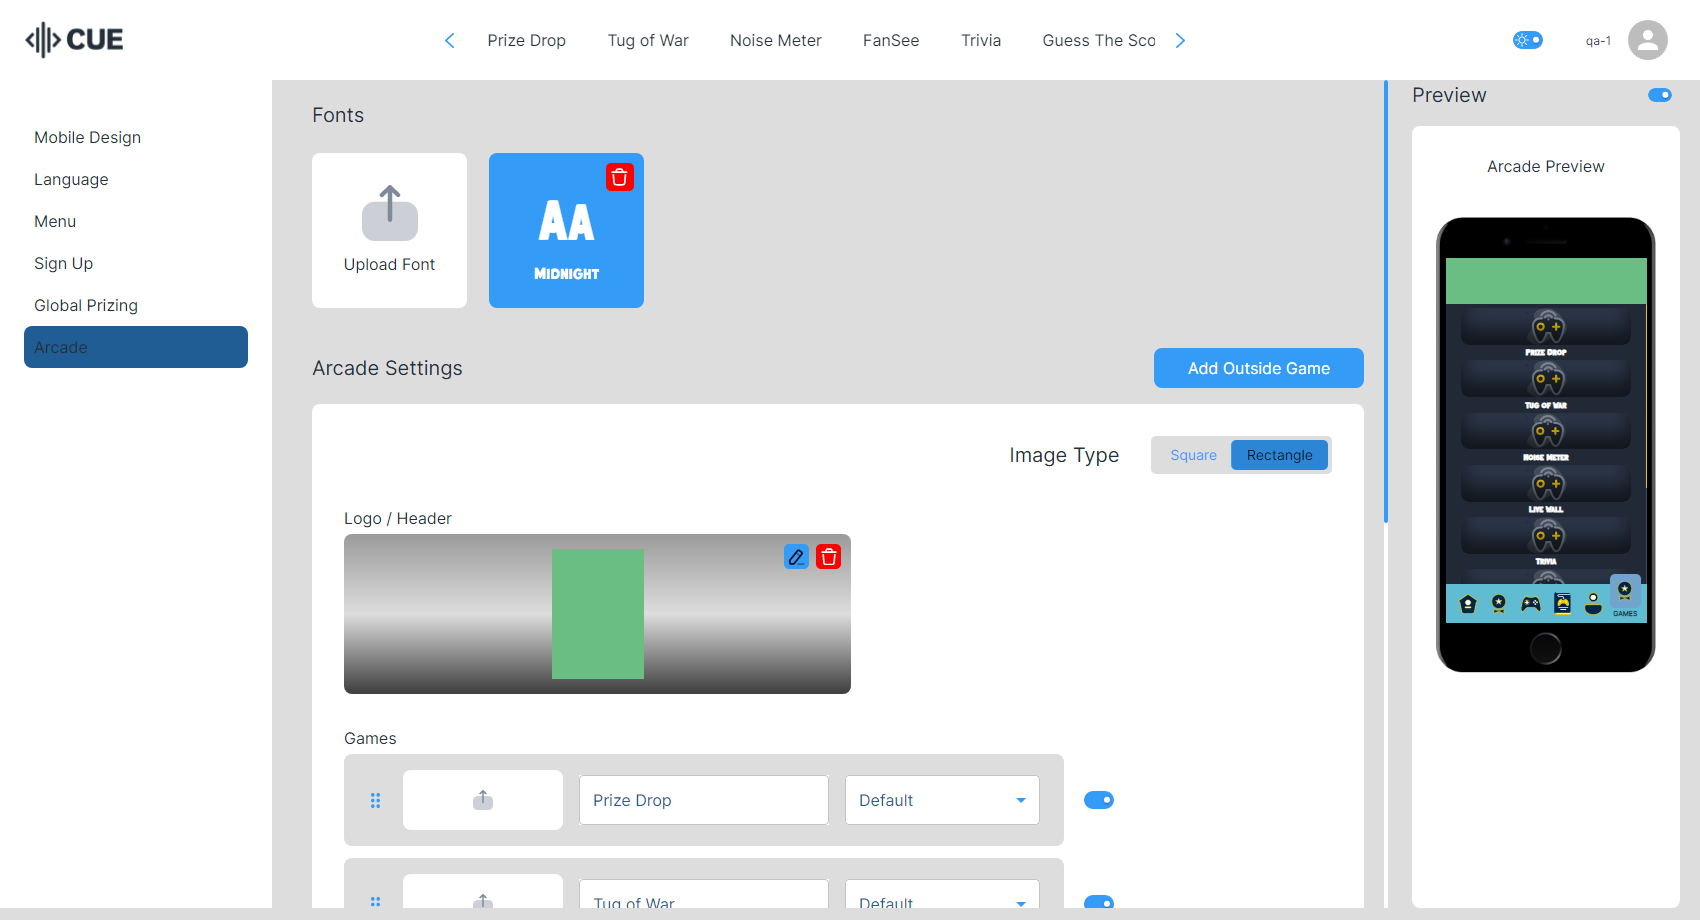 CUE
Prize Drop
Tug of War
Noise Meter
FanSee
Trivia
Guess The Sco
qa-1
Mobile Design
Language
Menu
Sign Up
Global Prizing
Arcade
Fonts
Upload Font
AA
MIDNIGHT
Arcade Settings
Add Outside Game
Image Type
Square
Rectangle
Logo / Header
Games
Prize Drop
Default
Tug of War
Default
Preview
Arcade Preview
PRIZE DROP
TUG OF WAR
NOISE METER
LIVE WALL
TRIVIA
GAMES